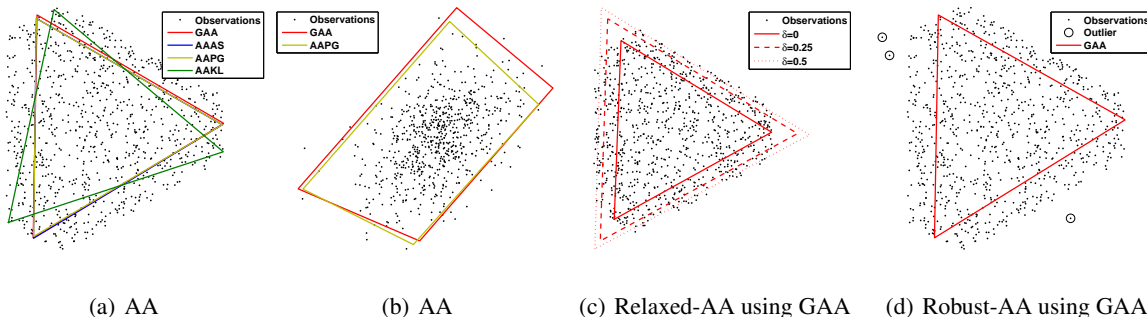 Observations
GAA
AAAS
AAPG
AAKL
Observations
GAA
AAPG
Observations
δ=0
δ=0.25
δ=0.5
Observations
Outlier
GAA
(a) AA
(b) AA
(c) Relaxed-AA using GAA
(d) Robust-AA using GAA